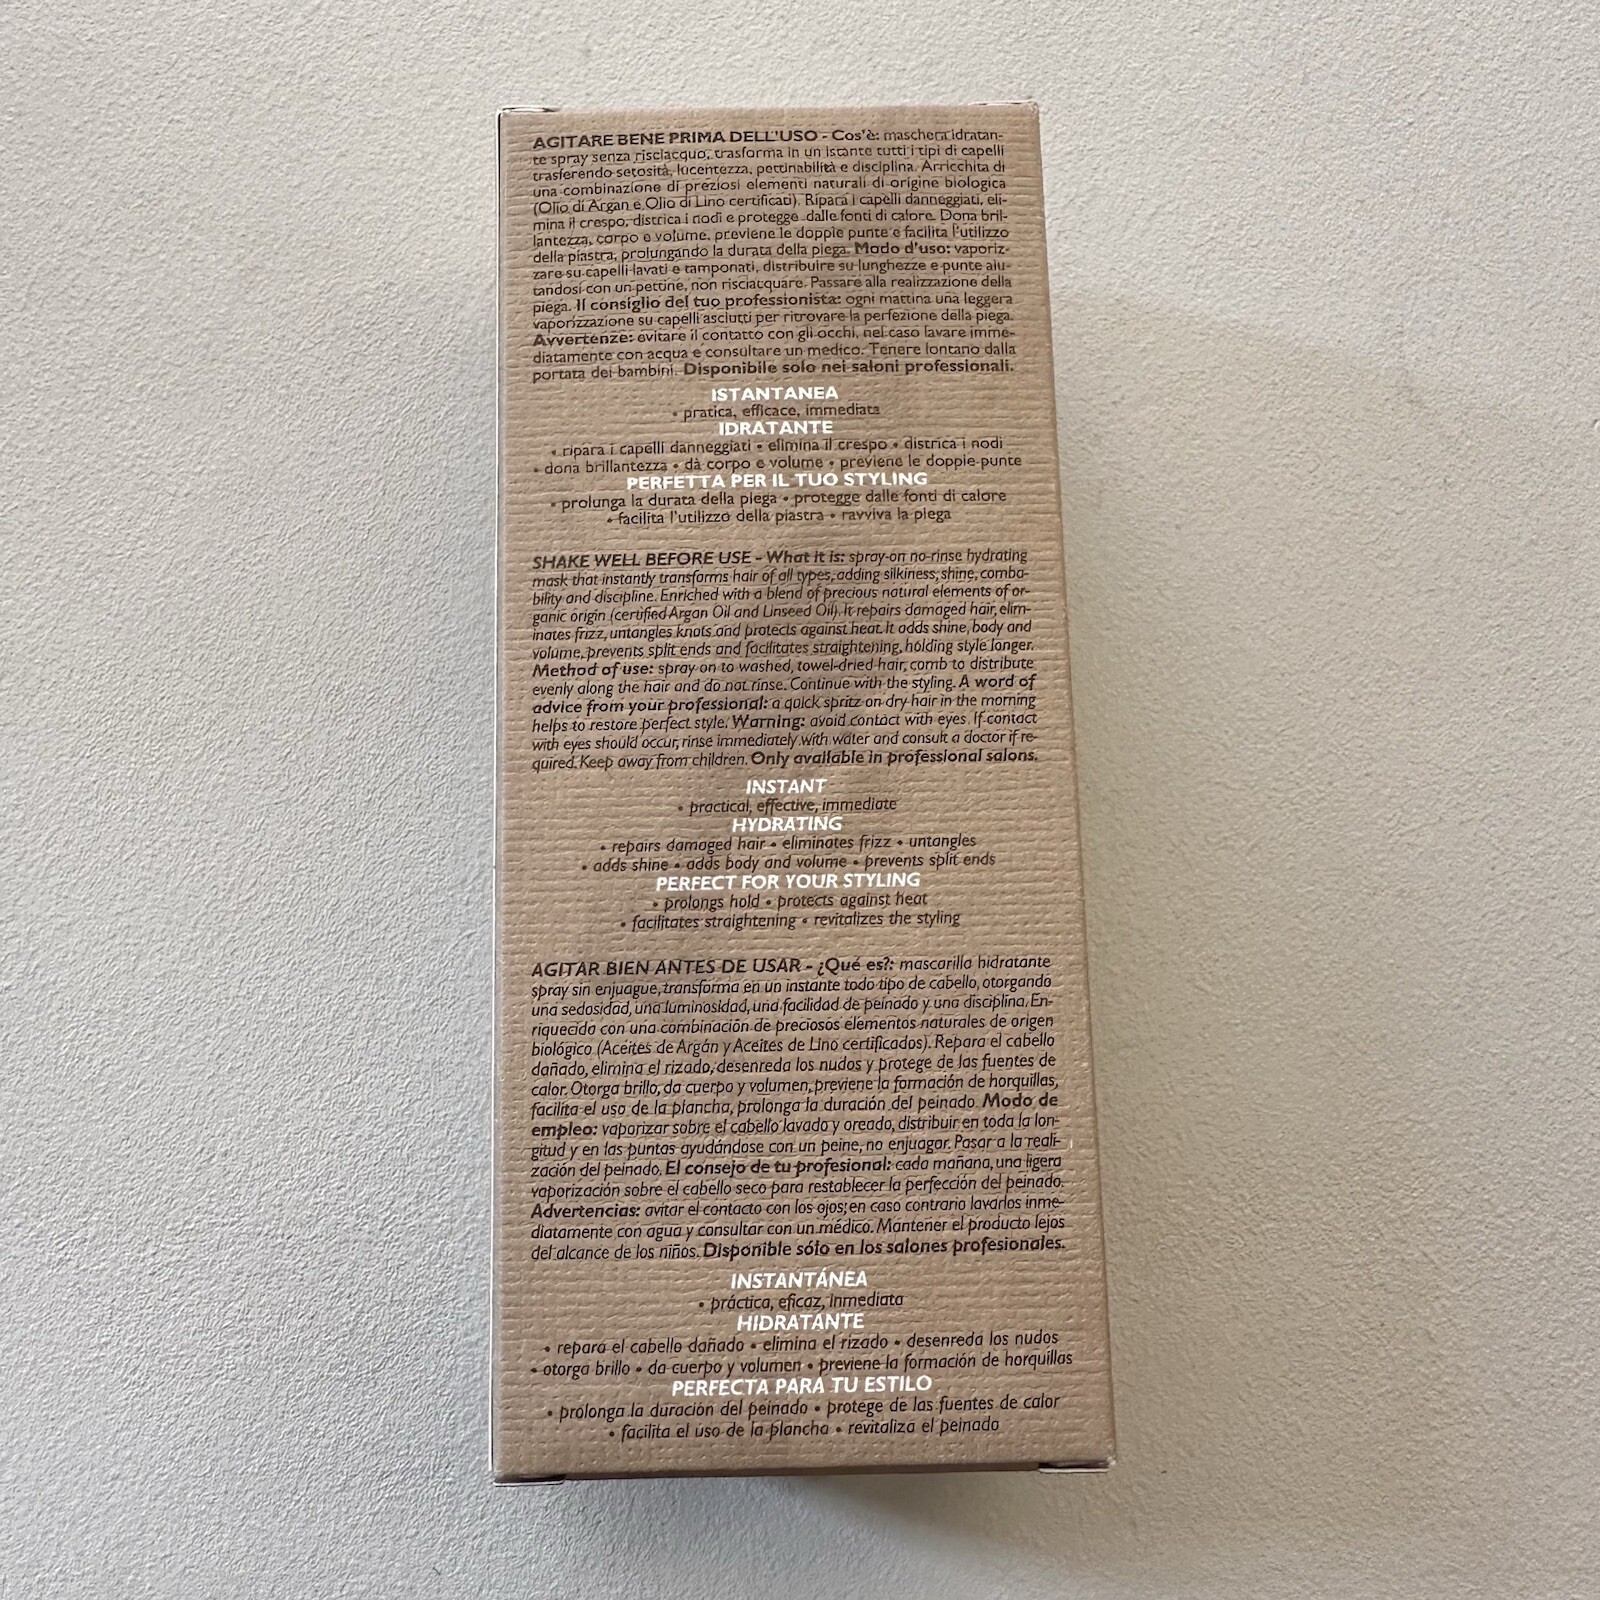 AGITARE BENE PRIMA DELL'USO - Cos'è: maschera idratan-
te spray senza risciacquo, trasforma in un istante tutti i tipi di capelli
trasferendo setosità, lucentezza, pettinabilità e disciplina. Arricchita di
una combinazione di preziosi elementi naturali di origine biologica
(Olio di Argan e Olio di Lino certificati). Ripara i capelli danneggiati, eli-
mina il crespo, districa i nodi e protegge dalle fonti di calore. Dona bril-
lantezza, corpo e volume, previene le doppie punte e facilita l'utilizzo
della piastra, prolungando la durata della piega. Modo d'uso: vaporiz-
zare su capelli lavati e tamponati, distribuire su lunghezze e punte aiu-
tandosi con un pettine, non risciacquare. Passare alla realizzazione della
piega. Il consiglio del tuo professionista: ogni mattina una leggera
vaporizzazione su capelli asciutti per ritrovare la perfezione della piega.
Avvertenze: evitare il contatto con gli occhi, nel caso lavare imme-
diatamente con acqua e consultare un medico. Tenere lontano dalla
portata dei bambini. Disponibile solo nei saloni professionali.
ISTANTANEA
• pratica, efficace, immediata
IDRATANTE
• ripara i capelli danneggiati • elimina il crespo • districa i nodi
• dona brillantezza • dà corpo e volume • previene le doppie punte
PERFETTA PER IL TUO STYLING
• prolunga la durata della piega • protegge dalle fonti di calore
• facilita l'utilizzo della piastra • ravviva la piega
SHAKE WELL BEFORE USE - What it is: spray-on no-rinse hydrating
mask that instantly transforms hair of all types, adding silkiness, shine, comba-
bility and discipline. Enriched with a blend of precious natural elements of or-
ganic origin (certified Argan Oil and Linseed Oil). It repairs damaged hair, elim-
inates frizz, untangles knots and protects against heat. It adds shine, body and
volume, prevents split ends and facilitates straightening, holding style longer.
Method of use: spray on to washed, towel-dried hair, comb to distribute
evenly along the hair and do not rinse. Continue with the styling. A word of
advice from your professional: a quick spritz on dry hair in the morning
helps to restore perfect style. Warning: avoid contact with eyes. If contact
with eyes should occur, rinse immediately with water and consult a doctor if re-
quired. Keep away from children. Only available in professional salons.
INSTANT
• practical, effective, immediate
HYDRATING
• repairs damaged hair • eliminates frizz • untangles
• adds shine • adds body and volume • prevents split ends
PERFECT FOR YOUR STYLING
• prolongs hold • protects against heat
• facilitates straightening • revitalizes the styling
AGITAR BIEN ANTES DE USAR - ¿Qué es?: mascarilla hidratante
spray sin enjuague, transforma en un instante todo tipo de cabello, otorgando
una sedosidad, una luminosidad, una facilidad de peinado y una disciplina. En-
riquecida con una combinación de preciosos elementos naturales de origen
biológico (Aceites de Argán y Aceites de Lino certificados). Repara el cabello
dañado, elimina el rizado, desenreda los nudos y protege de las fuentes de
calor. Otorga brillo, da cuerpo y volumen, previene la formación de horquillas,
facilita el uso de la plancha, prolonga la duración del peinado. Modo de
empleo: vaporizar sobre el cabello lavado y oreado, distribuir en toda la lon-
gitud y en las puntas ayudándose con un peine, no enjuagar. Pasar a la reali-
zación del peinado. El consejo de tu profesional: cada mañana, una ligera
vaporización sobre el cabello seco para restablecer la perfección del peinado.
Advertencias: avitar el contacto con los ojos; en caso contrario lavarlos inme-
diatamente con agua y consultar con un médico. Mantener el producto lejos
del alcance de los niños. Disponible sólo en los salones profesionales.
INSTANTÁNEA
• práctica, eficaz, inmediata
HIDRATANTE
• repara el cabello dañado • elimina el rizado • desenreda los nudos
• otorga brillo • da cuerpo y volumen • previene la formación de horquillas
PERFECTA PARA TU ESTILO
• prolonga la duración del peinado • protege de las fuentes de calor
• facilita el uso de la plancha • revitaliza el peinado